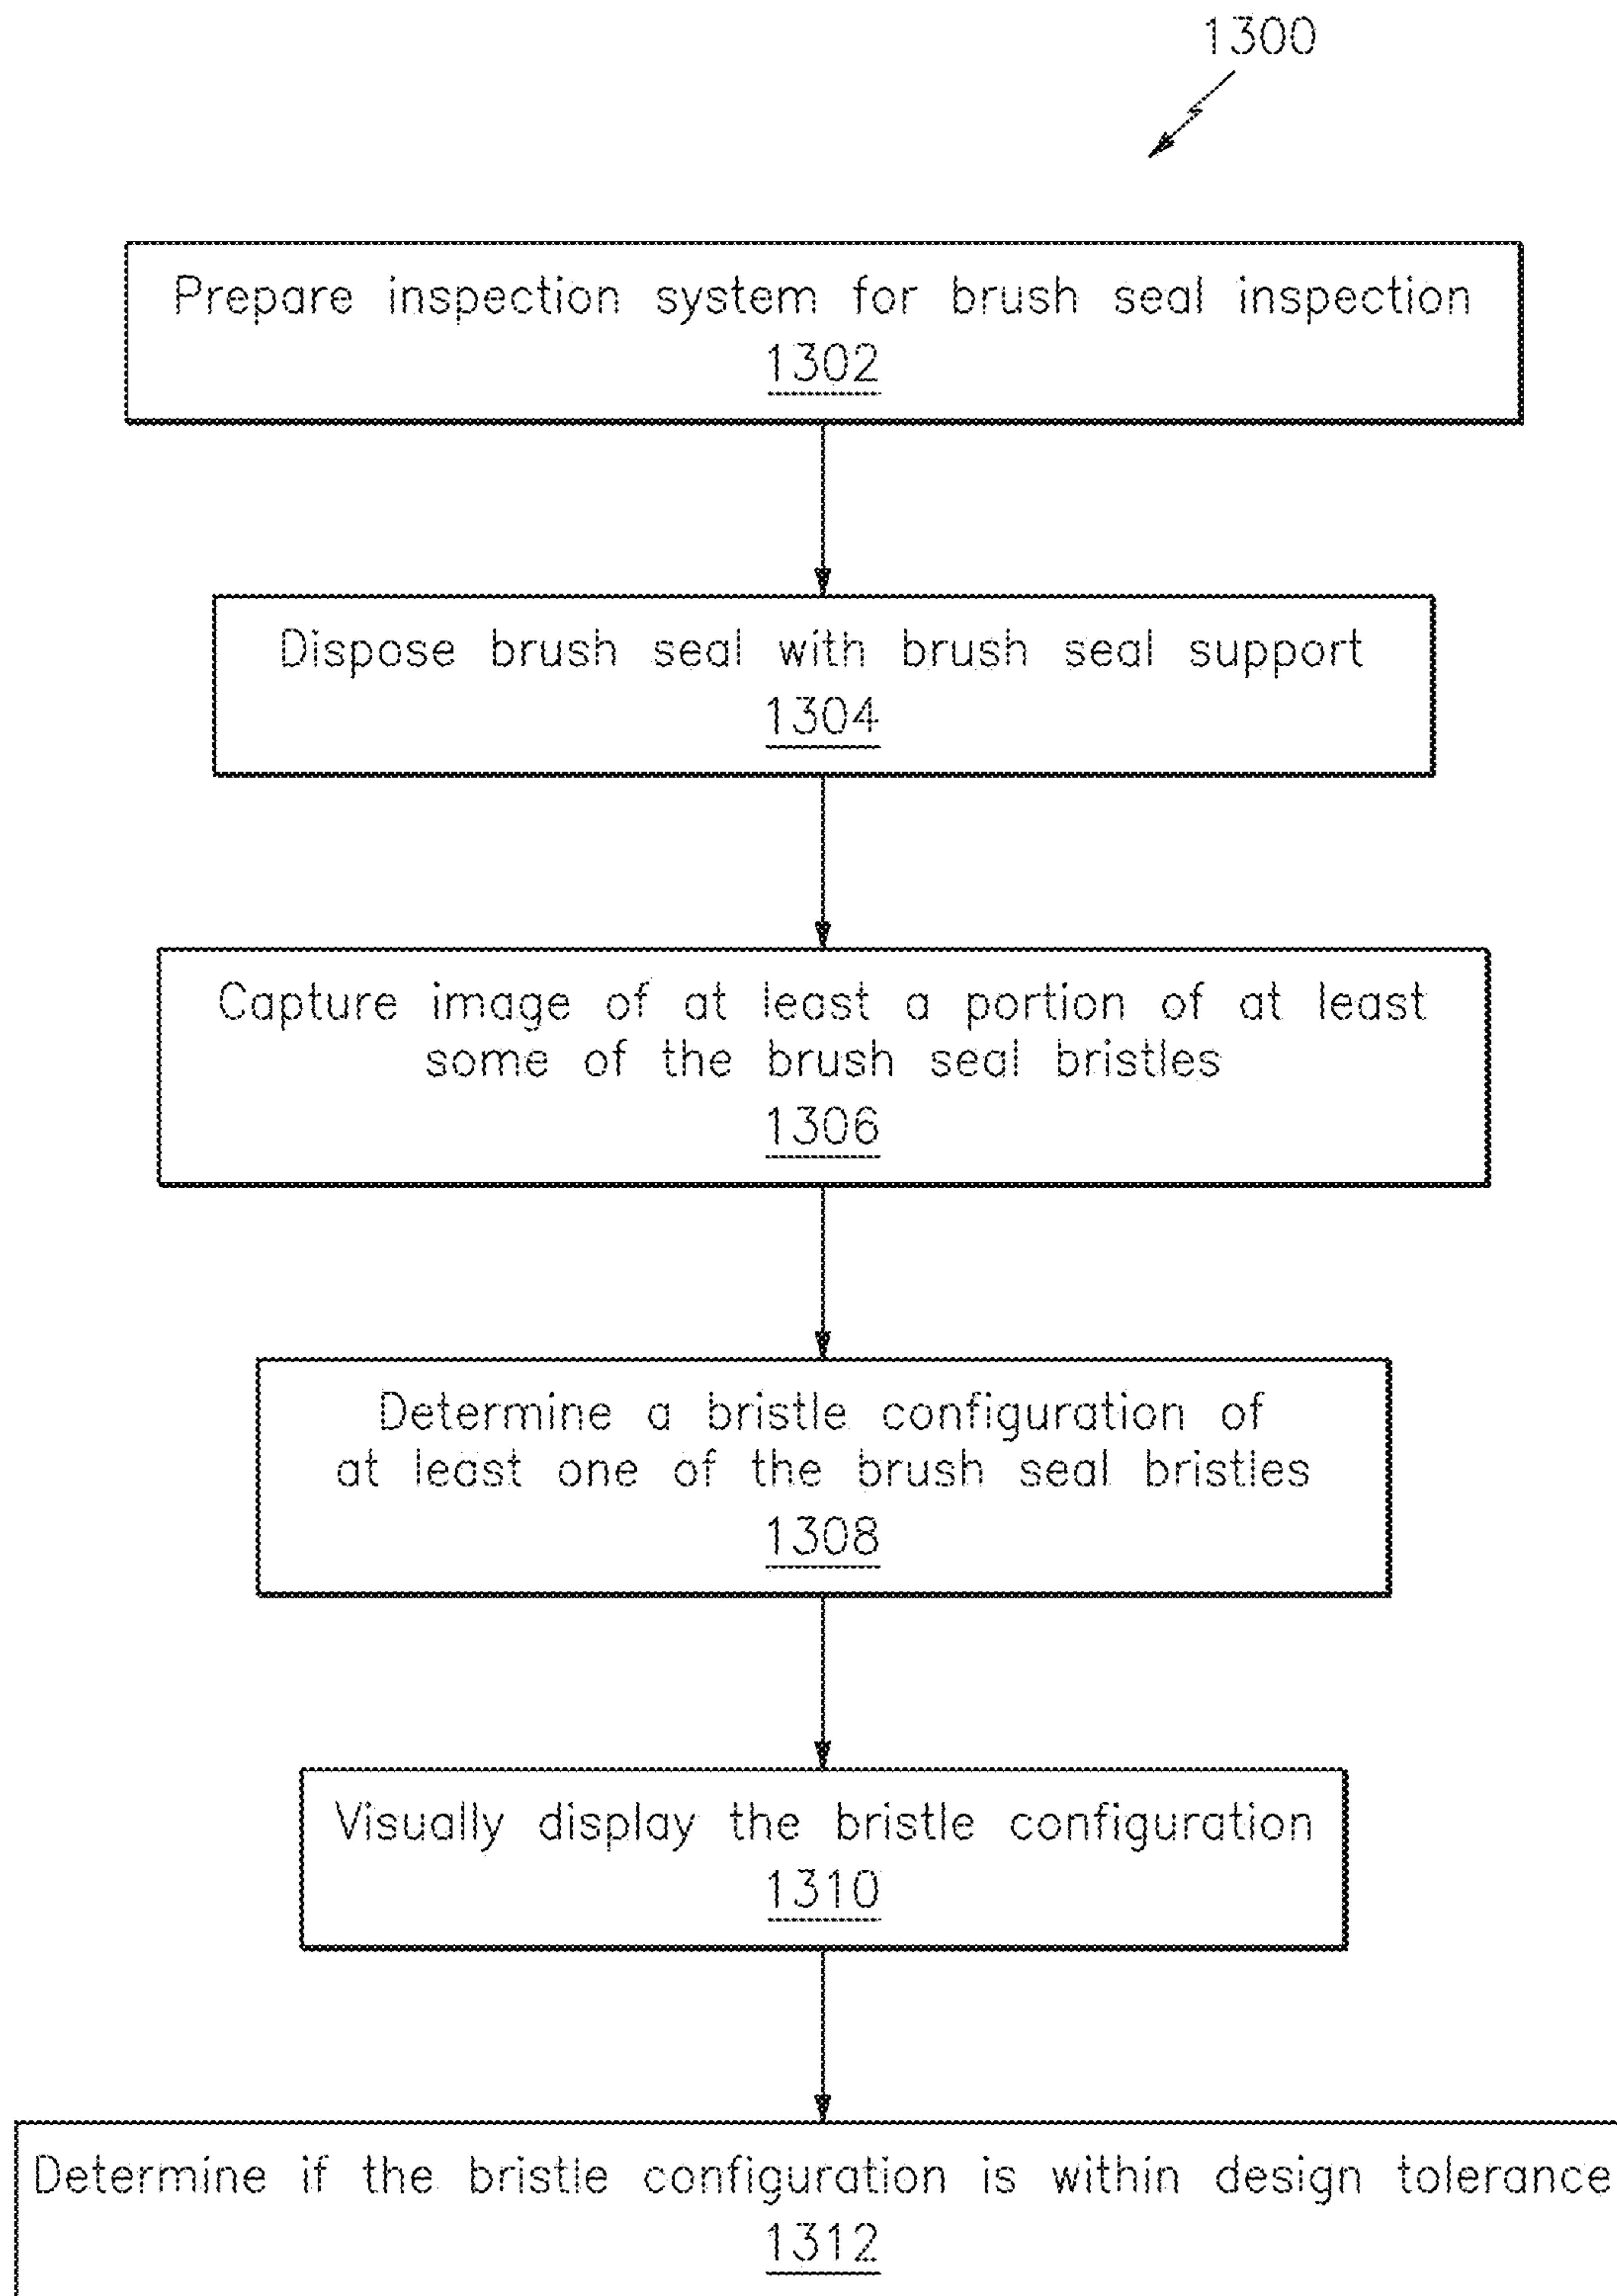 1300
Prepare inspection system for brush seal inspection
1302
Dispose brush seal with brush seal support
1304
Capture image of at least a portion of at least
some of the brush seal bristles
1306
Determine a bristle configuration of
at least one of the brush seal bristles
1308
Visually display the bristle configuration
1310
Determine if the bristle configuration is within design tolerance
1312